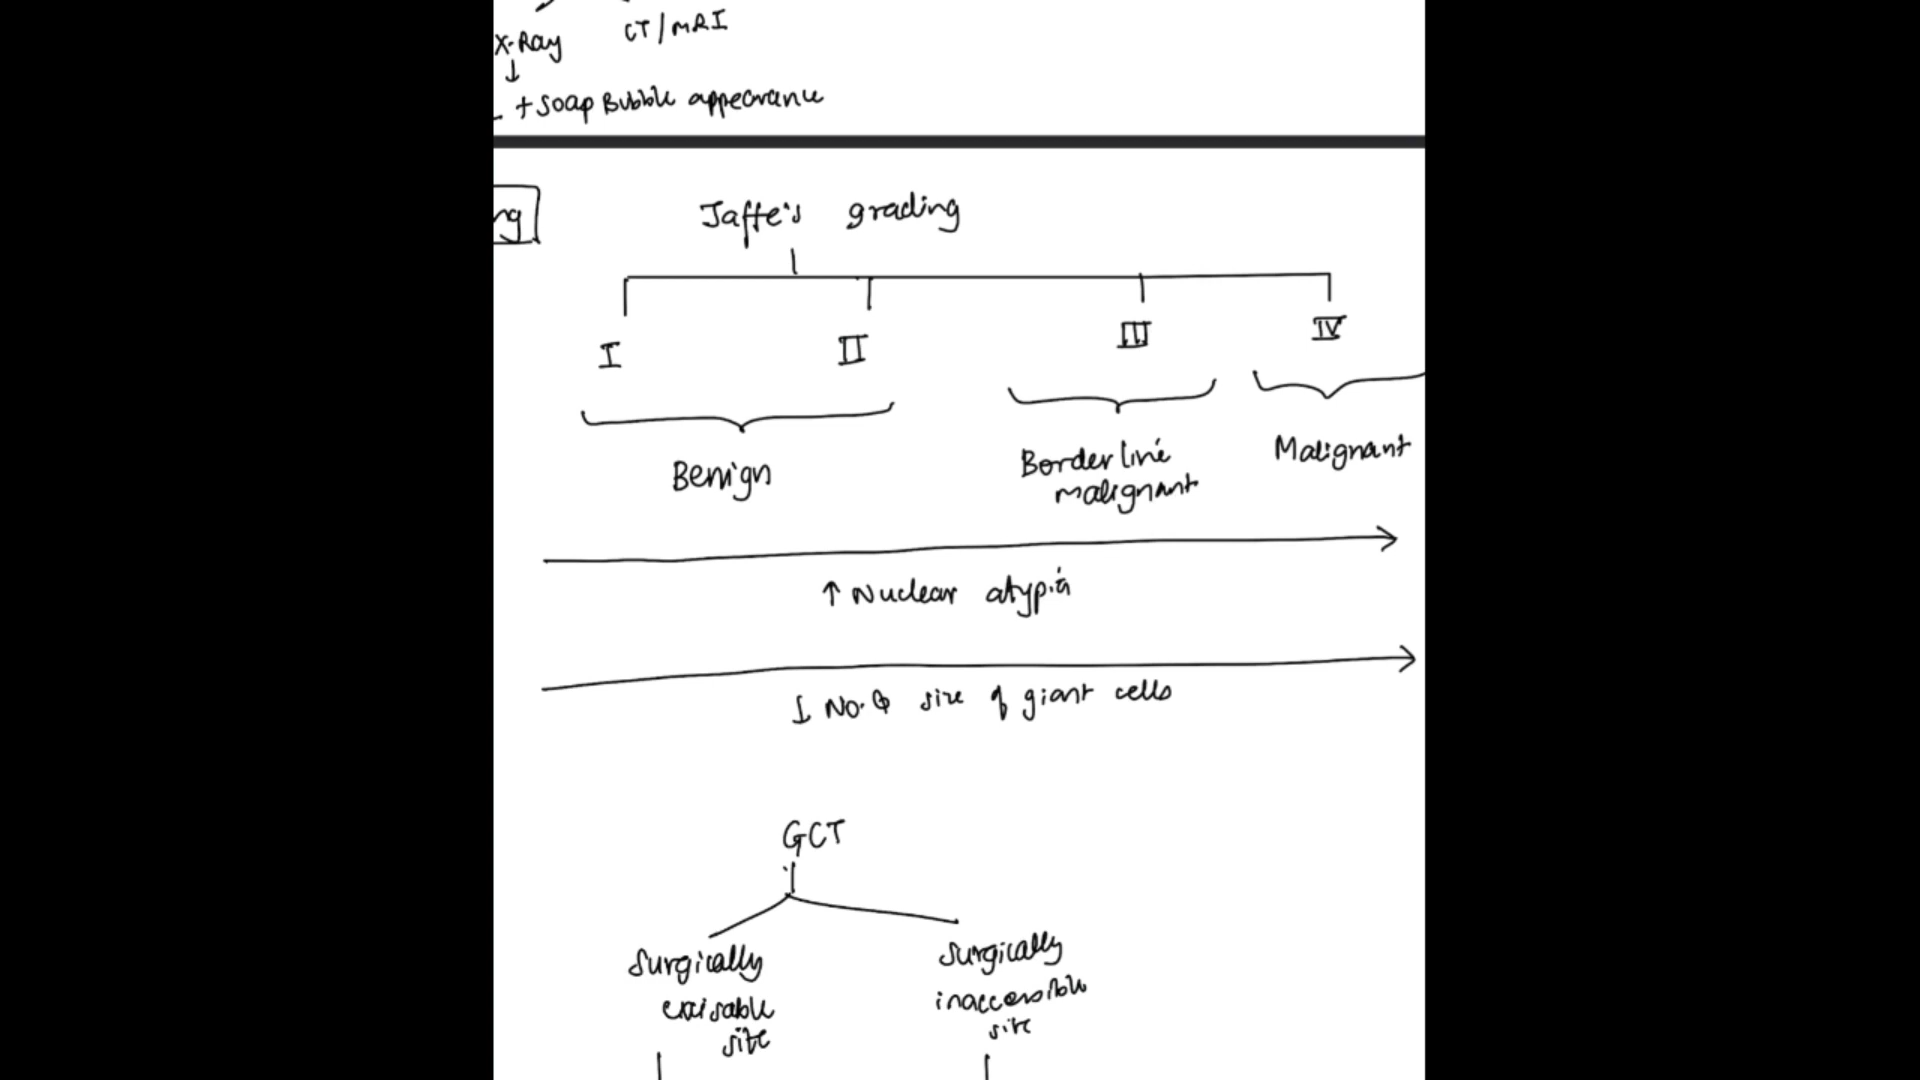 X-Ray CT/MRI
+ Soap Bubble appearance
ng
Jaffe's grading
I II III IV
Benign Borderline malignant Malignant
↑ Nuclear atypia
↓ No. & size of giant cells
GCT
Surgically excisable site
Surgically inaccessible site